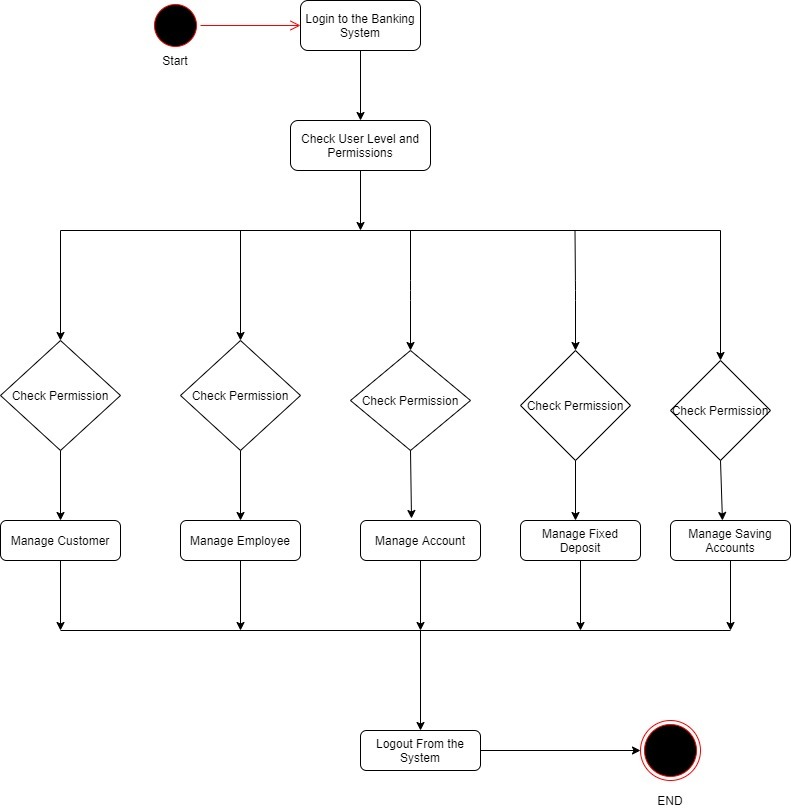 Login to the Banking
System
Start
Check User Level and
Permissions
Check Permission
Check Permission
Check Permission
Check Permission
Check Permission
Manage Customer
Manage Employee
Manage Account
Manage Fixed
Deposit
Manage Saving
Accounts
Logout From the
System
END